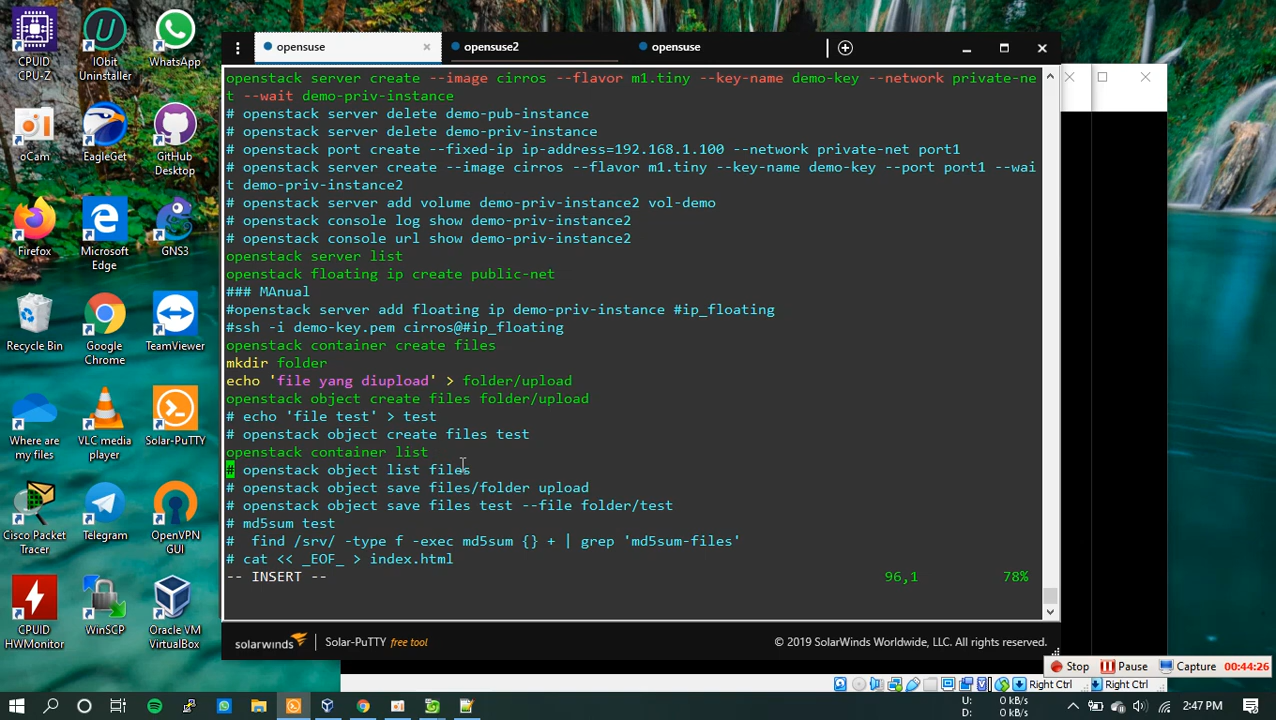 CPUID CPU-Z
IObit Uninstaller
WhatsApp
oCam
EagleGet
GitHub Desktop
Firefox
Microsoft Edge
GNS3
Recycle Bin
Google Chrome
TeamViewer
Where are my files
VLC media player
Solar-PuTTY
Cisco Packet Tracer
Telegram
OpenVPN GUI
CPUID HWMonitor
WinSCP
Oracle VM VirtualBox
opensuse
opensuse2
opensuse
openstack server create --image cirros --flavor m1.tiny --key-name demo-key --network private-ne
t --wait demo-priv-instance
# openstack server delete demo-pub-instance
# openstack server delete demo-priv-instance
# openstack port create --fixed-ip ip-address=192.168.1.100 --network private-net port1
# openstack server create --image cirros --flavor m1.tiny --key-name demo-key --port port1 --wai
t demo-priv-instance2
# openstack server add volume demo-priv-instance2 vol-demo
# openstack console log show demo-priv-instance2
# openstack console url show demo-priv-instance2
openstack server list
openstack floating ip create public-net
### MAnual
#openstack server add floating ip demo-priv-instance #ip_floating
#ssh -i demo-key.pem cirros@#ip_floating
openstack container create files
mkdir folder
echo 'file yang diupload' > folder/upload
openstack object create files folder/upload
# echo 'file test' > test
# openstack object create files test
openstack container list
# openstack object list files
# openstack object save files/folder upload
# openstack object save files test --file folder/test
# md5sum test
#  find /srv/ -type f -exec md5sum {} + | grep 'md5sum-files'
# cat << _EOF_ > index.html
-- INSERT -- 96,1 78%
solarwinds Solar-PuTTY free tool © 2019 SolarWinds Worldwide, LLC. All rights reserved.
Stop Pause Capture 00:44:26
Right Ctrl Right Ctrl
U: 0 kB/s
D: 0 kB/s
2:47 PM